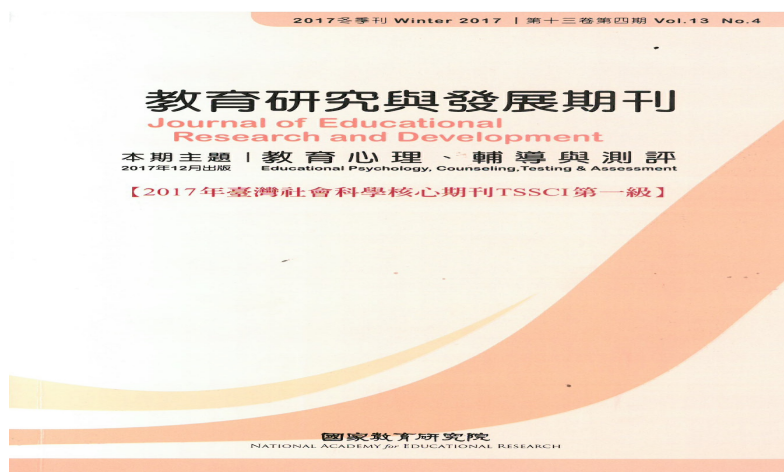 2017冬季刊 Winter 2017 | 第十三卷第四期 Vol.13 No.4
教育研究與發展期刊
Journal of Educational
Research and Development
本期主題 | 教育心理、輔導與測評
2017年12月出版 Educational Psychology, Counseling,Testing & Assessment
【2017年臺灣社會科學核心期刊TSSCI第一級】
國家教育研究院
NATIONAL ACADEMY for EDUCATIONAL RESEARCH